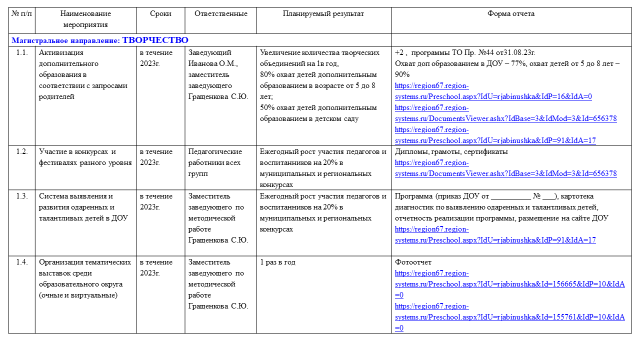 № п/п
Наименование
мероприятия
Сроки
Ответственные
Планируемый результат
Форма отчета
Магистральное направление: ТВОРЧЕСТВО
1.1.
Активизация
дополнительного
образования в
соответствии с запросами
родителей
в течение
2023г.
Заведующий
Иванова О.М.,
заместитель
заведующего
Гращенкова С.Ю.
Увеличение количества творческих
объединений на 1в год,
80% охват детей дополнительным
образованием в возрасте от 5 до 8
лет;
50% охват детей дополнительным
образованием в детском саду
+2 , программы ТО Пр. №44 от31.08.23г.
Охват доп образованием в ДОУ – 77%, охват детей от 5 до 8 лет –
90%
https://region67.region-
systems.ru/Preschool.aspx?IdU=rjabinushka&IdP=16&IdA=0
https://region67.region-
systems.ru/DocumentsViewer.ashx?IdBase=3&IdMod=3&Id=656378
https://region67.region-
systems.ru/Preschool.aspx?IdU=rjabinushka&IdP=91&IdA=17
1.2.
Участие в конкурсах и
фестивалях разного уровня
в течение
2023г.
Педагогические
работники всех
групп
Ежегодный рост участия педагогов и
воспитанников на 20% в
муниципальных и региональных
конкурсах
Дипломы, грамоты, сертификаты
https://region67.region-
systems.ru/DocumentsViewer.ashx?IdBase=3&IdMod=3&Id=656378
1.3.
Система выявления и
развития одаренных и
талантливых детей в ДОУ
в течение
2023г.
Заместитель
заведующего по
методической
работе
Гращенкова С.Ю.
Ежегодный рост участия педагогов и
воспитанников на 20% в
муниципальных и региональных
конкурсах
Программа (приказ ДОУ от __________ № ___), картотека
диагностик по выявлению одаренных и талантливых детей,
отчетность реализации программы, размещение на сайте ДОУ
https://region67.region-
systems.ru/Preschool.aspx?IdU=rjabinushka&IdP=91&IdA=17
1.4.
Организация тематических
выставок среди
образовательного округа
(очные и виртуальные)
в течение
2023г.
Заместитель
заведующего по
методической
работе
Гращенкова С.Ю.
1 раз в год
Фотоотчет
https://region67.region-
systems.ru/Preschool.aspx?IdU=rjabinushka&Id=156665&IdP=10&IdA
=0
https://region67.region-
systems.ru/Preschool.aspx?IdU=rjabinushka&Id=155761&IdP=10&IdA
=0